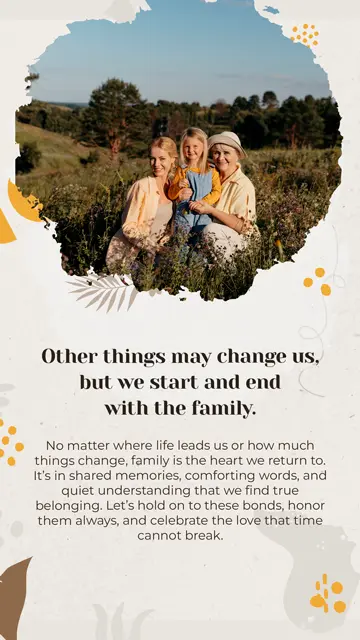 Other things may change us,
but we start and end
with the family.
No matter where life leads us or how much
things change, family is the heart we return to.
It's in shared memories, comforting words, and
quiet understanding that we find true
belonging. Let's hold on to these bonds, honor
them always, and celebrate the love that time
cannot break.